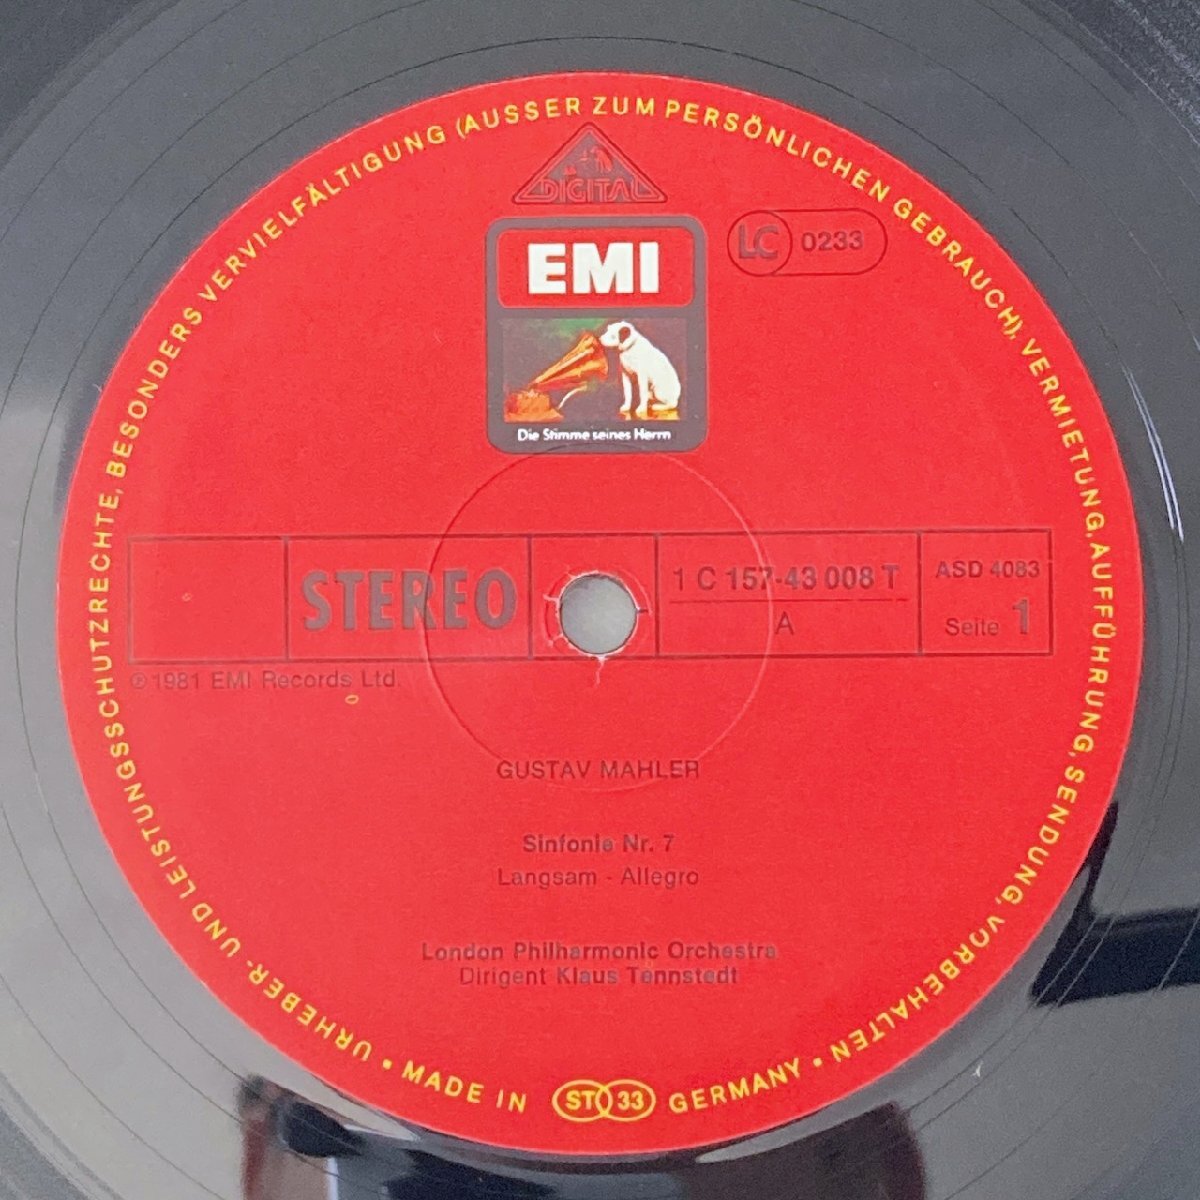 URHEBER- UND LEISTUNGSSCHUTZRECHTE, BESONDERS VERVIELFÄLTIGUNG (AUSSER ZUM PERSÖNLICHEN GEBRAUCH), VERMIETUNG, AUFFÜHRUNG, SENDUNG, VORBEHALTEN •
DIGITAL
EMI
LC 0233
Die Stimme seines Herrn
STEREO
1 C 157-43 008 T
A
ASD 4083
Seite 1
℗ 1981 EMI Records Ltd.
GUSTAV MAHLER
Sinfonie Nr. 7
Langsam - Allegro
London Philharmonic Orchestra
Dirigent Klaus Tennstedt
• MADE IN ST 33 GERMANY